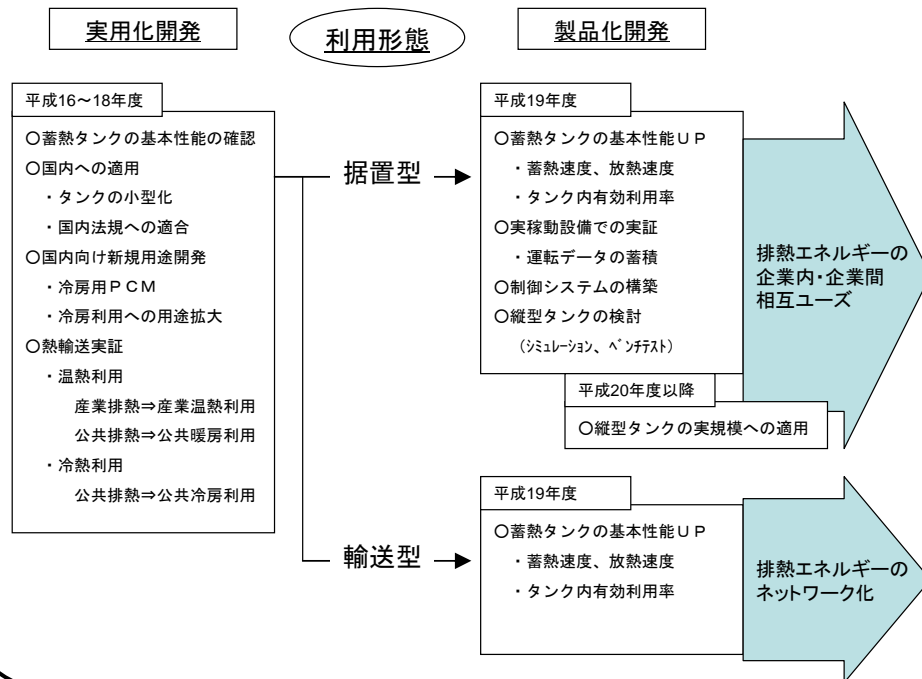 実用化開発
利用形態
製品化開発
平成16～18年度
○蓄熱タンクの基本性能の確認
○国内への適用
・タンクの小型化
・国内法規への適合
○国内向け新規用途開発
・冷房用ＰＣＭ
・冷房利用への用途拡大
○熱輸送実証
・温熱利用
産業排熱⇒産業温熱利用
公共排熱⇒公共暖房利用
・冷熱利用
公共排熱⇒公共冷房利用
据置型
平成19年度
○蓄熱タンクの基本性能ＵＰ
・蓄熱速度、放熱速度
・タンク内有効利用率
○実稼動設備での実証
・運転データの蓄積
○制御システムの構築
○縦型タンクの検討
（ｼﾐｭﾚｰｼｮﾝ、ﾍﾞﾝﾁﾃｽﾄ）
平成20年度以降
○縦型タンクの実規模への適用
排熱エネルギーの
企業内・企業間
相互ユーズ
輸送型
平成19年度
○蓄熱タンクの基本性能ＵＰ
・蓄熱速度、放熱速度
・タンク内有効利用率
排熱エネルギーの
ネットワーク化